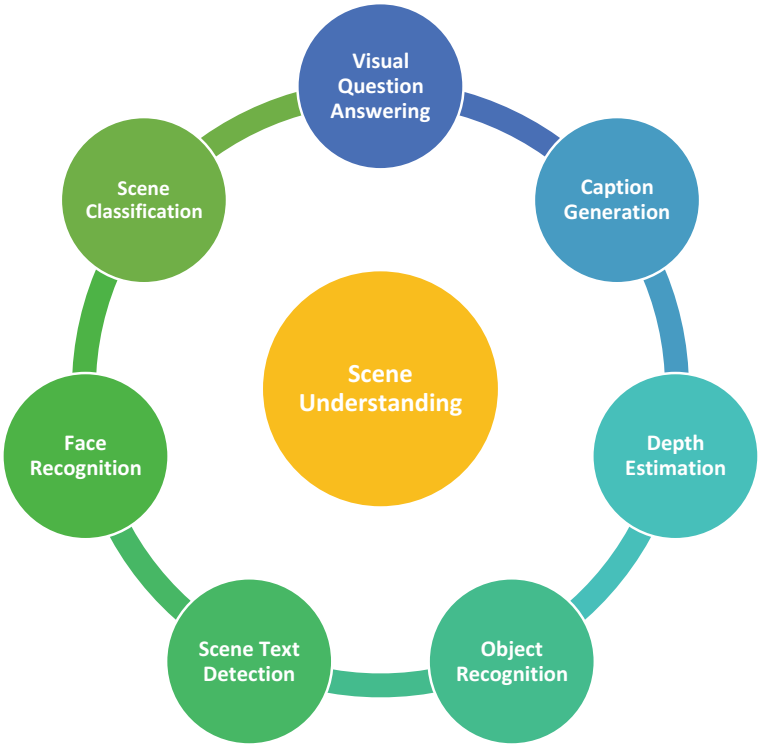 Visual
Question
Answering
Caption
Generation
Depth
Estimation
Object
Recognition
Scene Text
Detection
Face
Recognition
Scene
Classification
Scene
Understanding